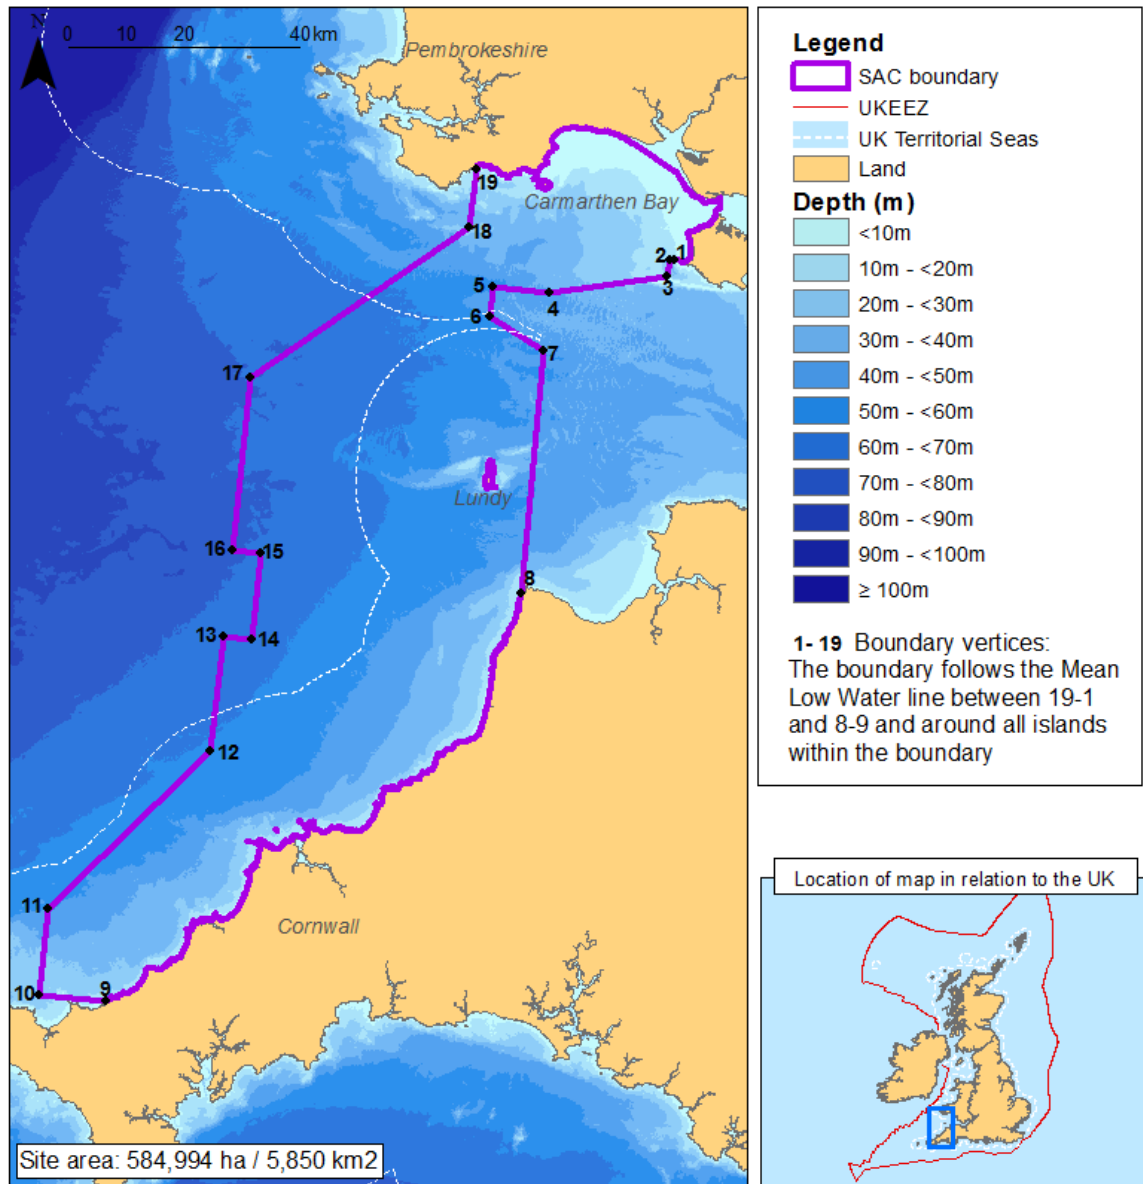 N
0 10 20 40 km
Pembrokeshire
19
Carmarthen Bay
18
2 1
3
5
4
6
7
17
Lundy
16 15
8
13 14
12
11
Cornwall
10 9
Site area: 584,994 ha / 5,850 km2
Legend
SAC boundary
UKEEZ
UK Territorial Seas
Land
Depth (m)
<10m
10m - <20m
20m - <30m
30m - <40m
40m - <50m
50m - <60m
60m - <70m
70m - <80m
80m - <90m
90m - <100m
≥ 100m
1- 19 Boundary vertices:
The boundary follows the Mean
Low Water line between 19-1
and 8-9 and around all islands
within the boundary
Location of map in relation to the UK